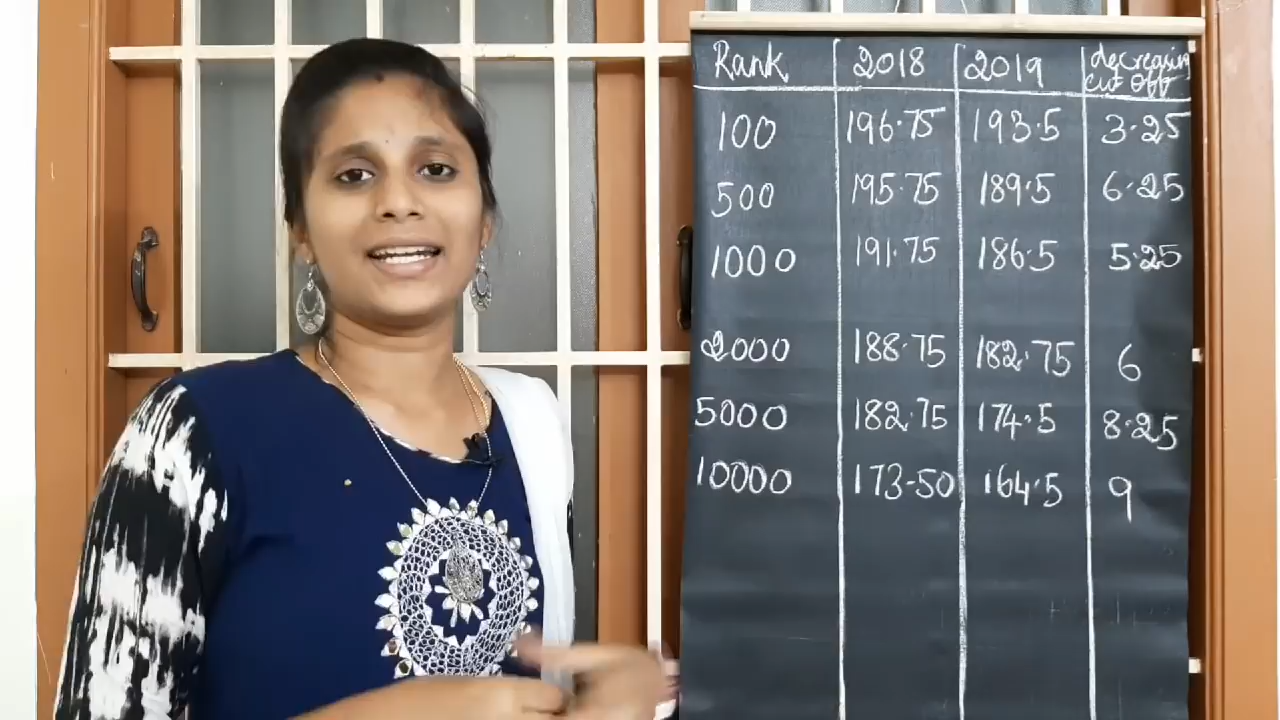 Rank 2018 2019 decreasing
cut off
100 196.75 193.5 3.25
500 195.75 189.5 6.25
1000 191.75 186.5 5.25
2000 188.75 182.75 6
5000 182.75 174.5 8.25
10000 173.50 164.5 9